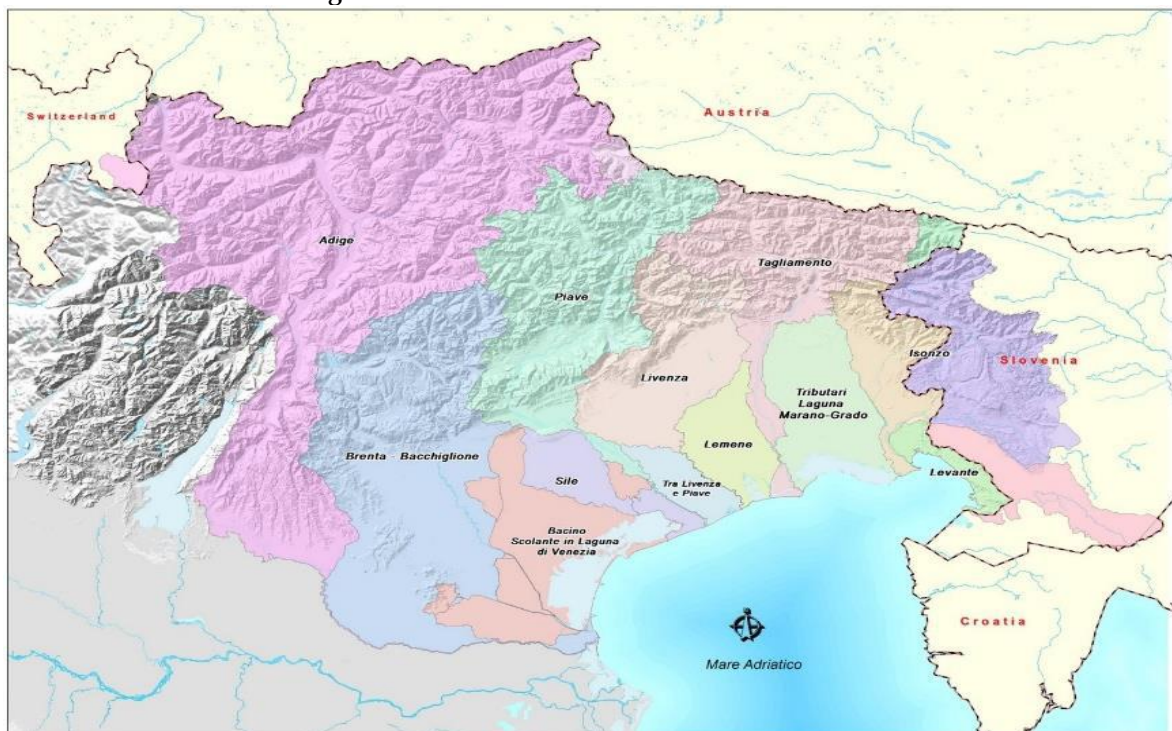 Switzerland
Austria
Adige
Tagliamento
Piave
Isonzo
Slovenia
Livenza
Tributari
Laguna
Marano-Grado
Lemene
Brenta - Bacchiglione
Sile
Tra Livenza
e Piave
Levante
Bacino
Scolante in Laguna
di Venezia
Croatia
Mare Adriatico